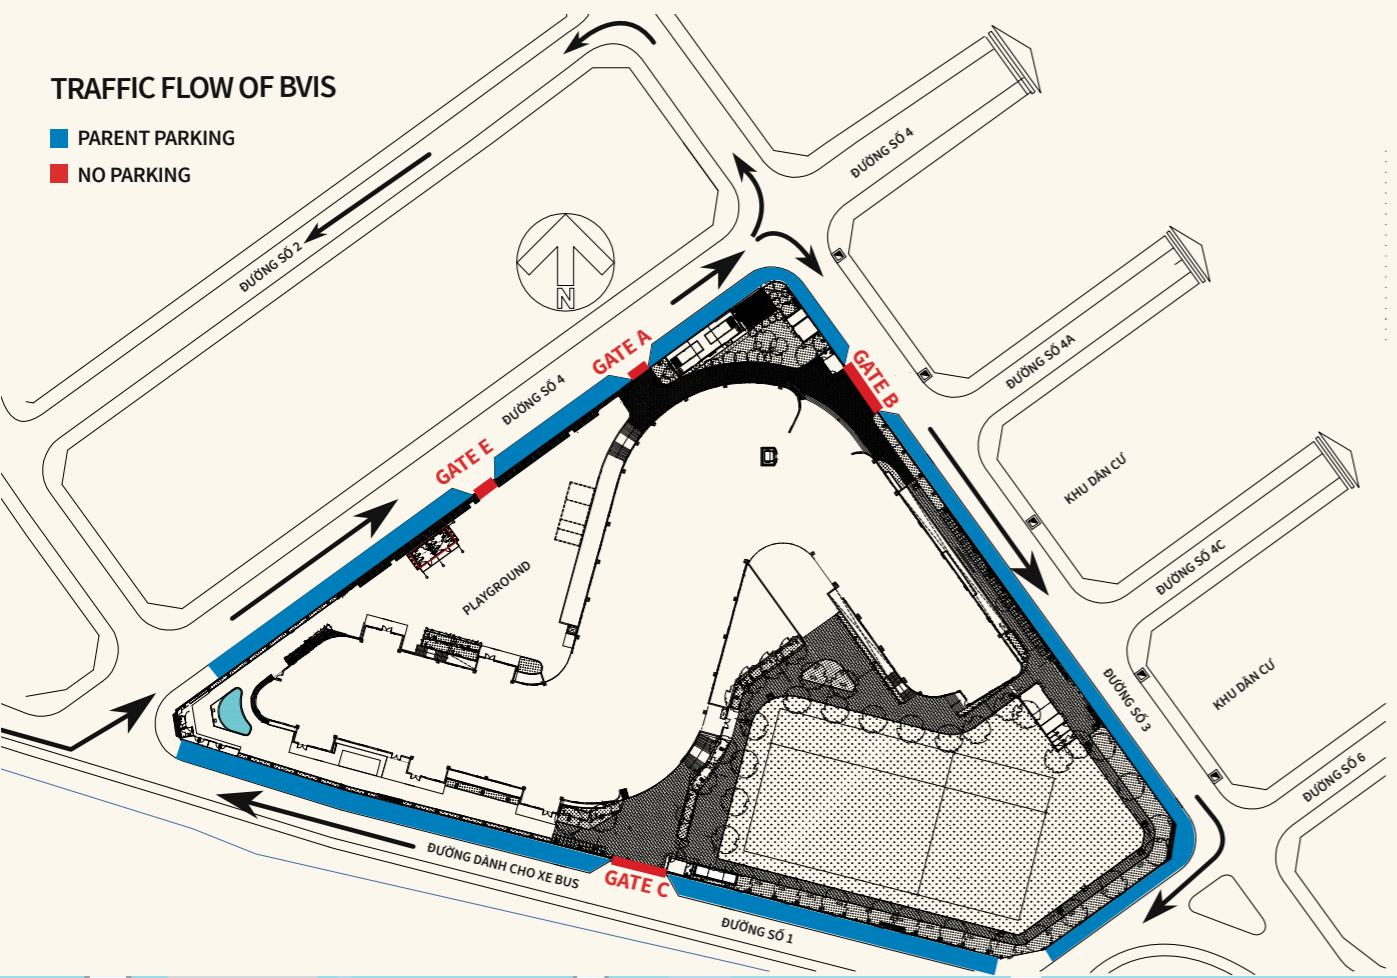 TRAFFIC FLOW OF BVIS
PARENT PARKING
NO PARKING
ĐƯỜNG SỐ 4
ĐƯỜNG SỐ 2
N
GATE A
ĐƯỜNG SỐ 4A
GATE B
ĐƯỜNG SỐ 4
GATE E
KHU DÂN CƯ
PLAYGROUND
ĐƯỜNG SỐ 4C
KHU DÂN CƯ
ĐƯỜNG SỐ 3
ĐƯỜNG SỐ 6
ĐƯỜNG DÀNH CHO XE BUS
GATE C
ĐƯỜNG SỐ 1